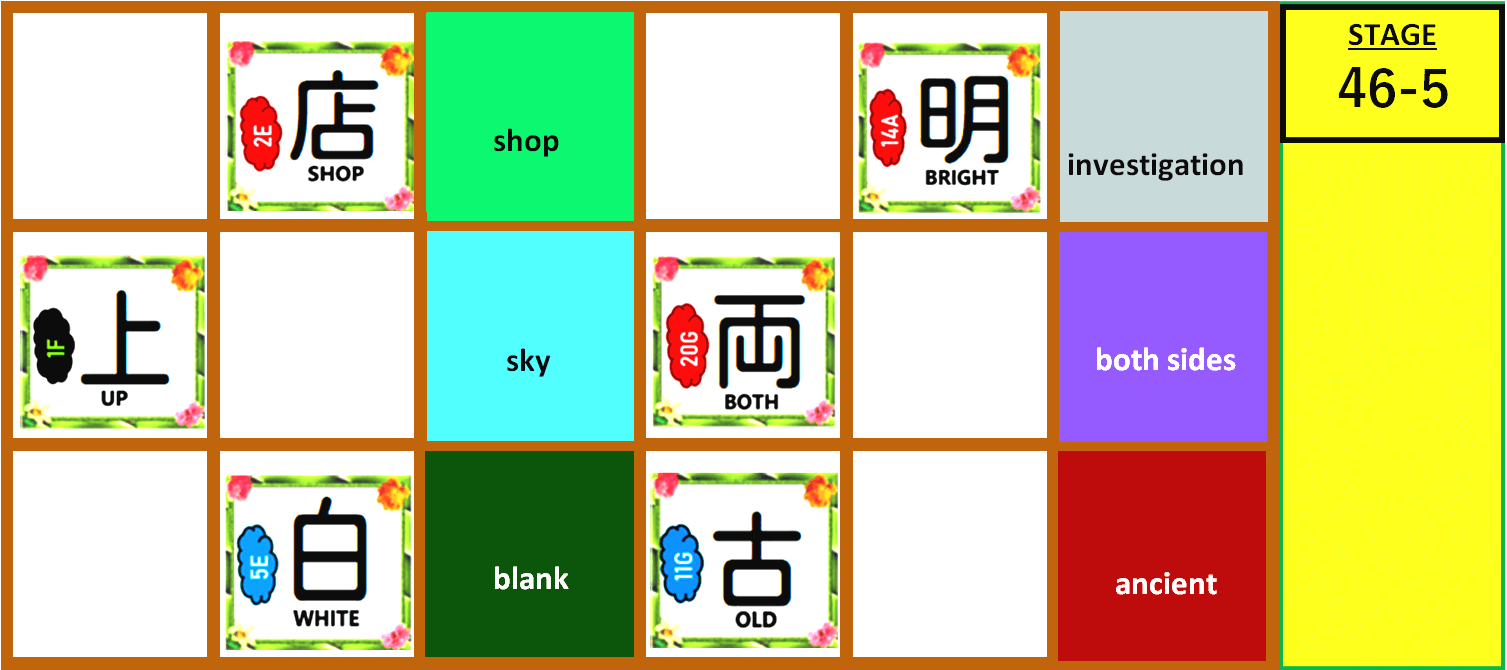 2E
店
SHOP
shop
14A
明
BRIGHT
investigation
STAGE
46-5
1F
上
UP
sky
20G
両
BOTH
both sides
5E
白
WHITE
blank
11G
古
OLD
ancient